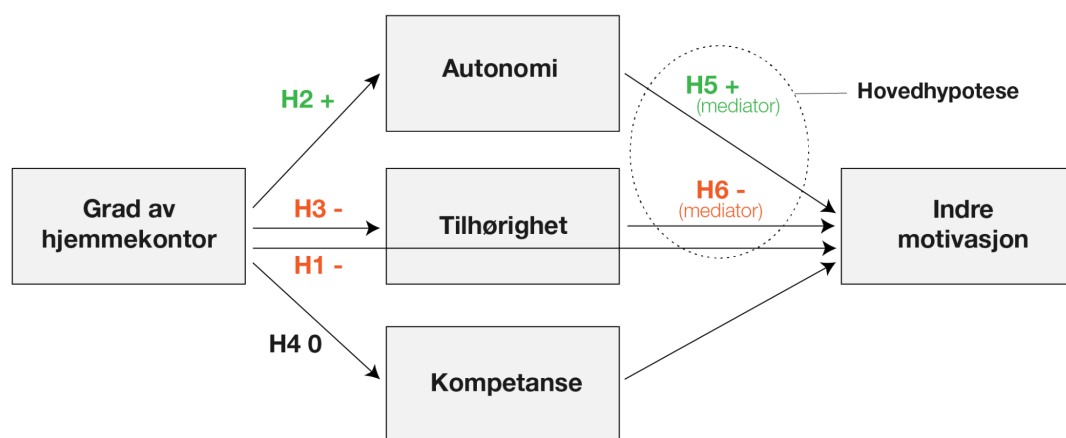 Autonomi
H2 +
H5 +
(mediator)
Hovedhypotese
Grad av
hjemmekontor
H3 -
Tilhørighet
H6 -
(mediator)
Indre
motivasjon
H1 -
H4 0
Kompetanse